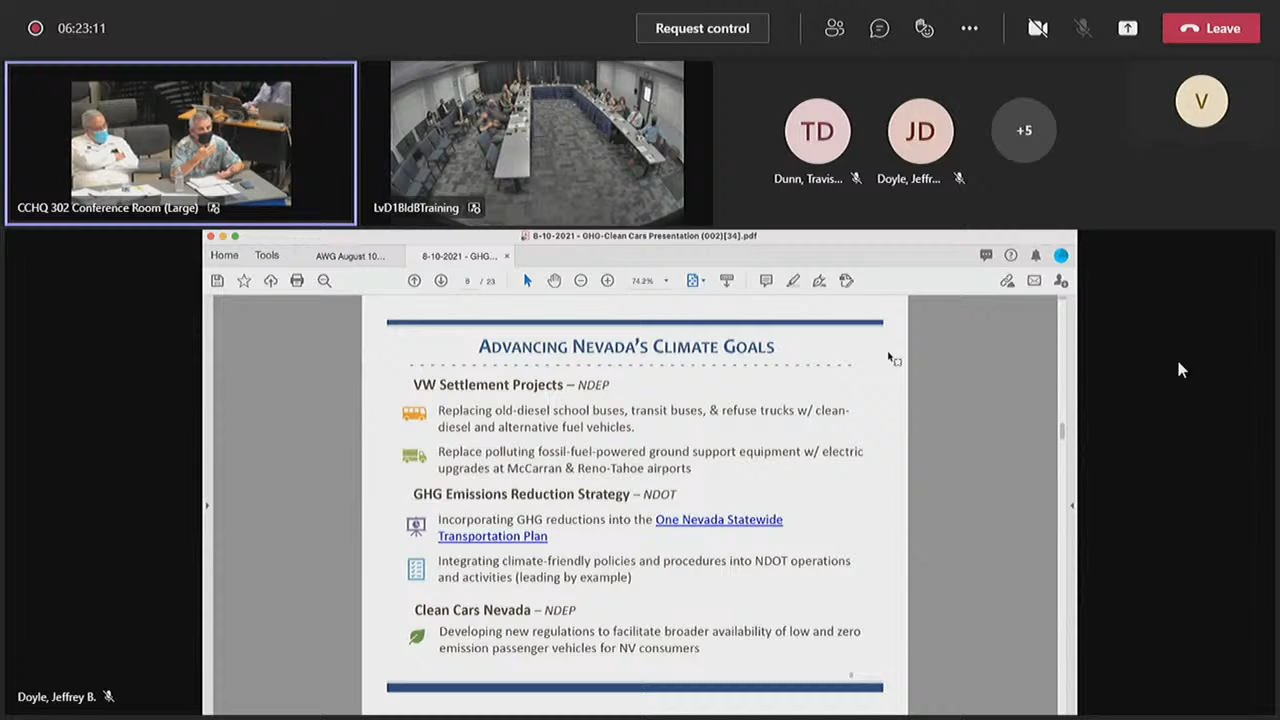 06:23:11
Request control
Leave
CCHQ 302 Conference Room (Large)
LvD1BldBTraining
TD
JD
+5
V
Dunn, Travis...
Doyle, Jeffr...
8-10-2021 - GHG-Clean Cars Presentation (002)[34].pdf
Home
Tools
AWG August 10...
8-10-2021 - GHG...
8 / 23
74.2%
ADVANCING NEVADA'S CLIMATE GOALS
VW Settlement Projects – NDEP
Replacing old-diesel school buses, transit buses, & refuse trucks w/ clean-
diesel and alternative fuel vehicles.
Replace polluting fossil-fuel-powered ground support equipment w/ electric
upgrades at McCarran & Reno-Tahoe airports
GHG Emissions Reduction Strategy – NDOT
Incorporating GHG reductions into the One Nevada Statewide
Transportation Plan
Integrating climate-friendly policies and procedures into NDOT operations
and activities (leading by example)
Clean Cars Nevada – NDEP
Developing new regulations to facilitate broader availability of low and zero
emission passenger vehicles for NV consumers
8
Doyle, Jeffrey B.